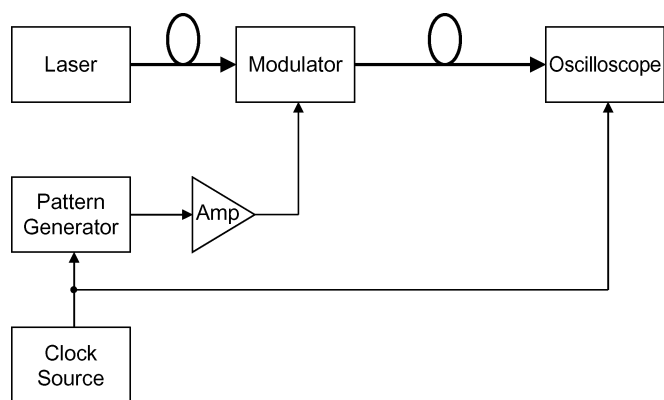 Laser
Modulator
Oscilloscope
Pattern
Generator
Amp
Clock
Source